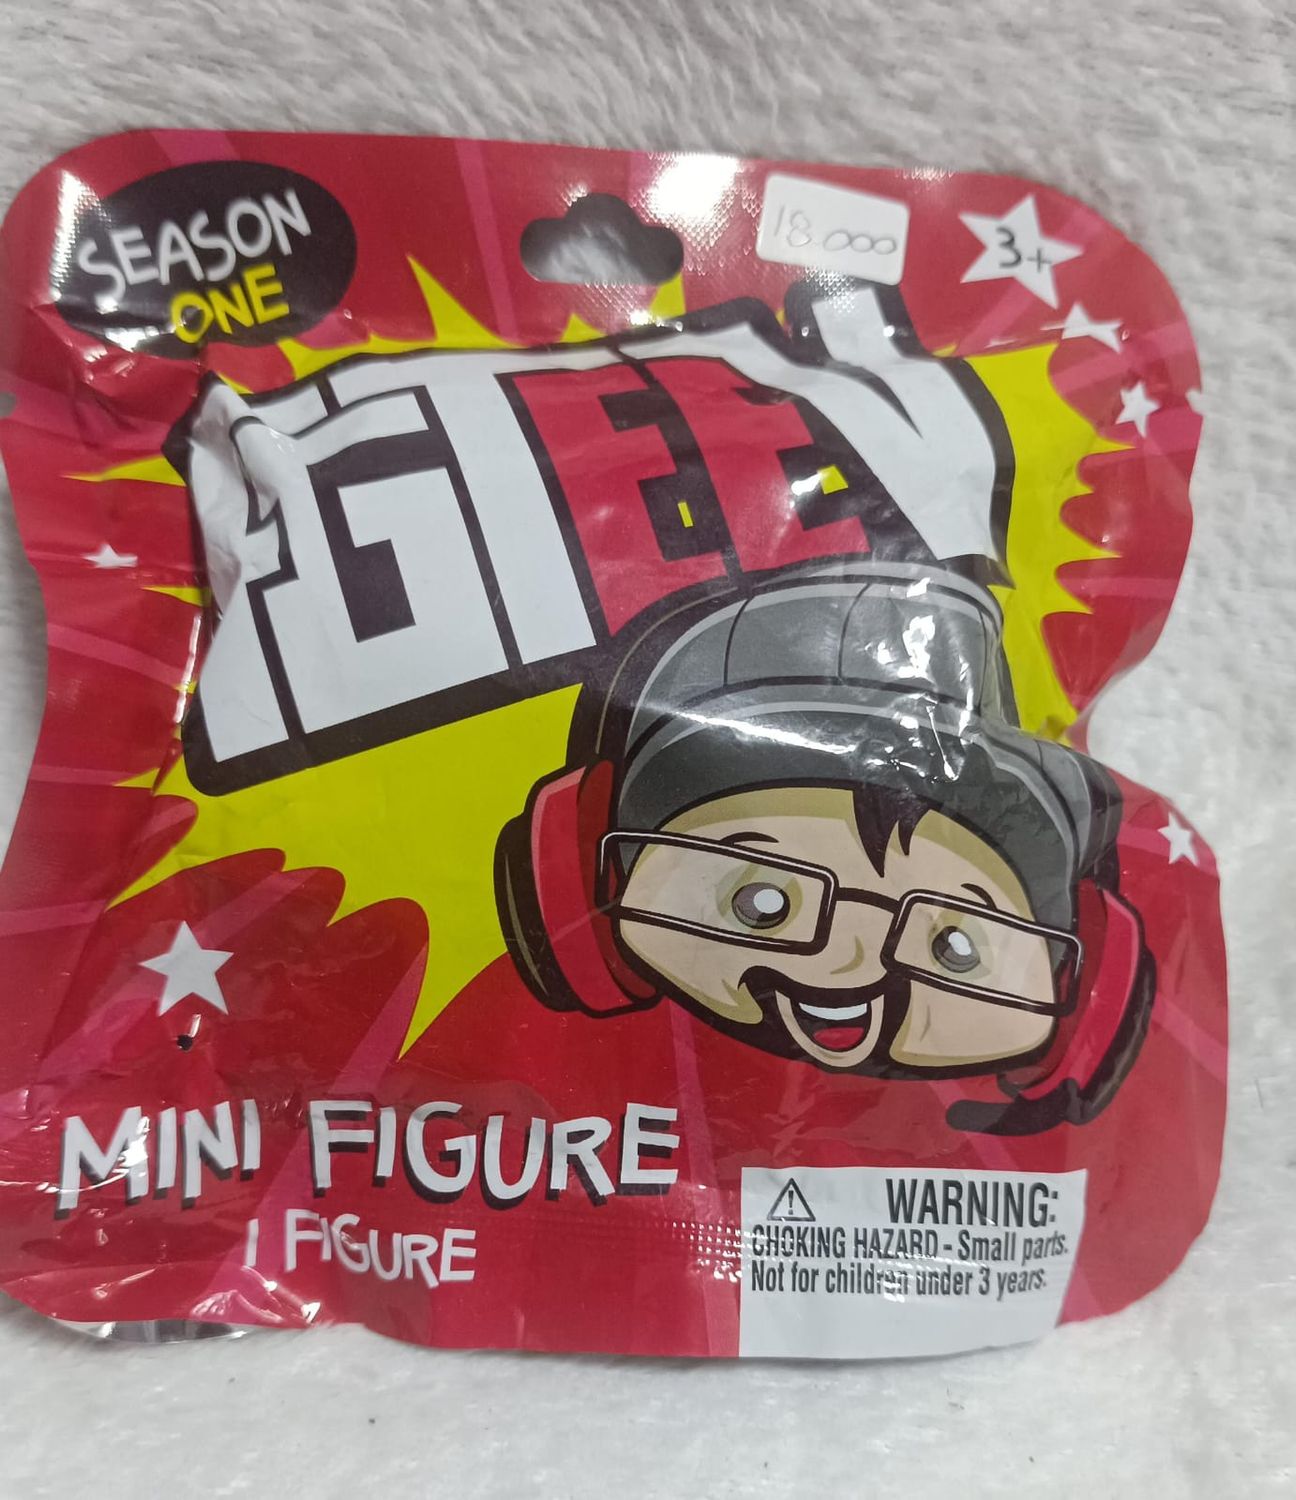 SEASON
ONE
18.000
3+
FGTEEV
MINI FIGURE
1 FIGURE
WARNING:
CHOKING HAZARD - Small parts.
Not for children under 3 years.